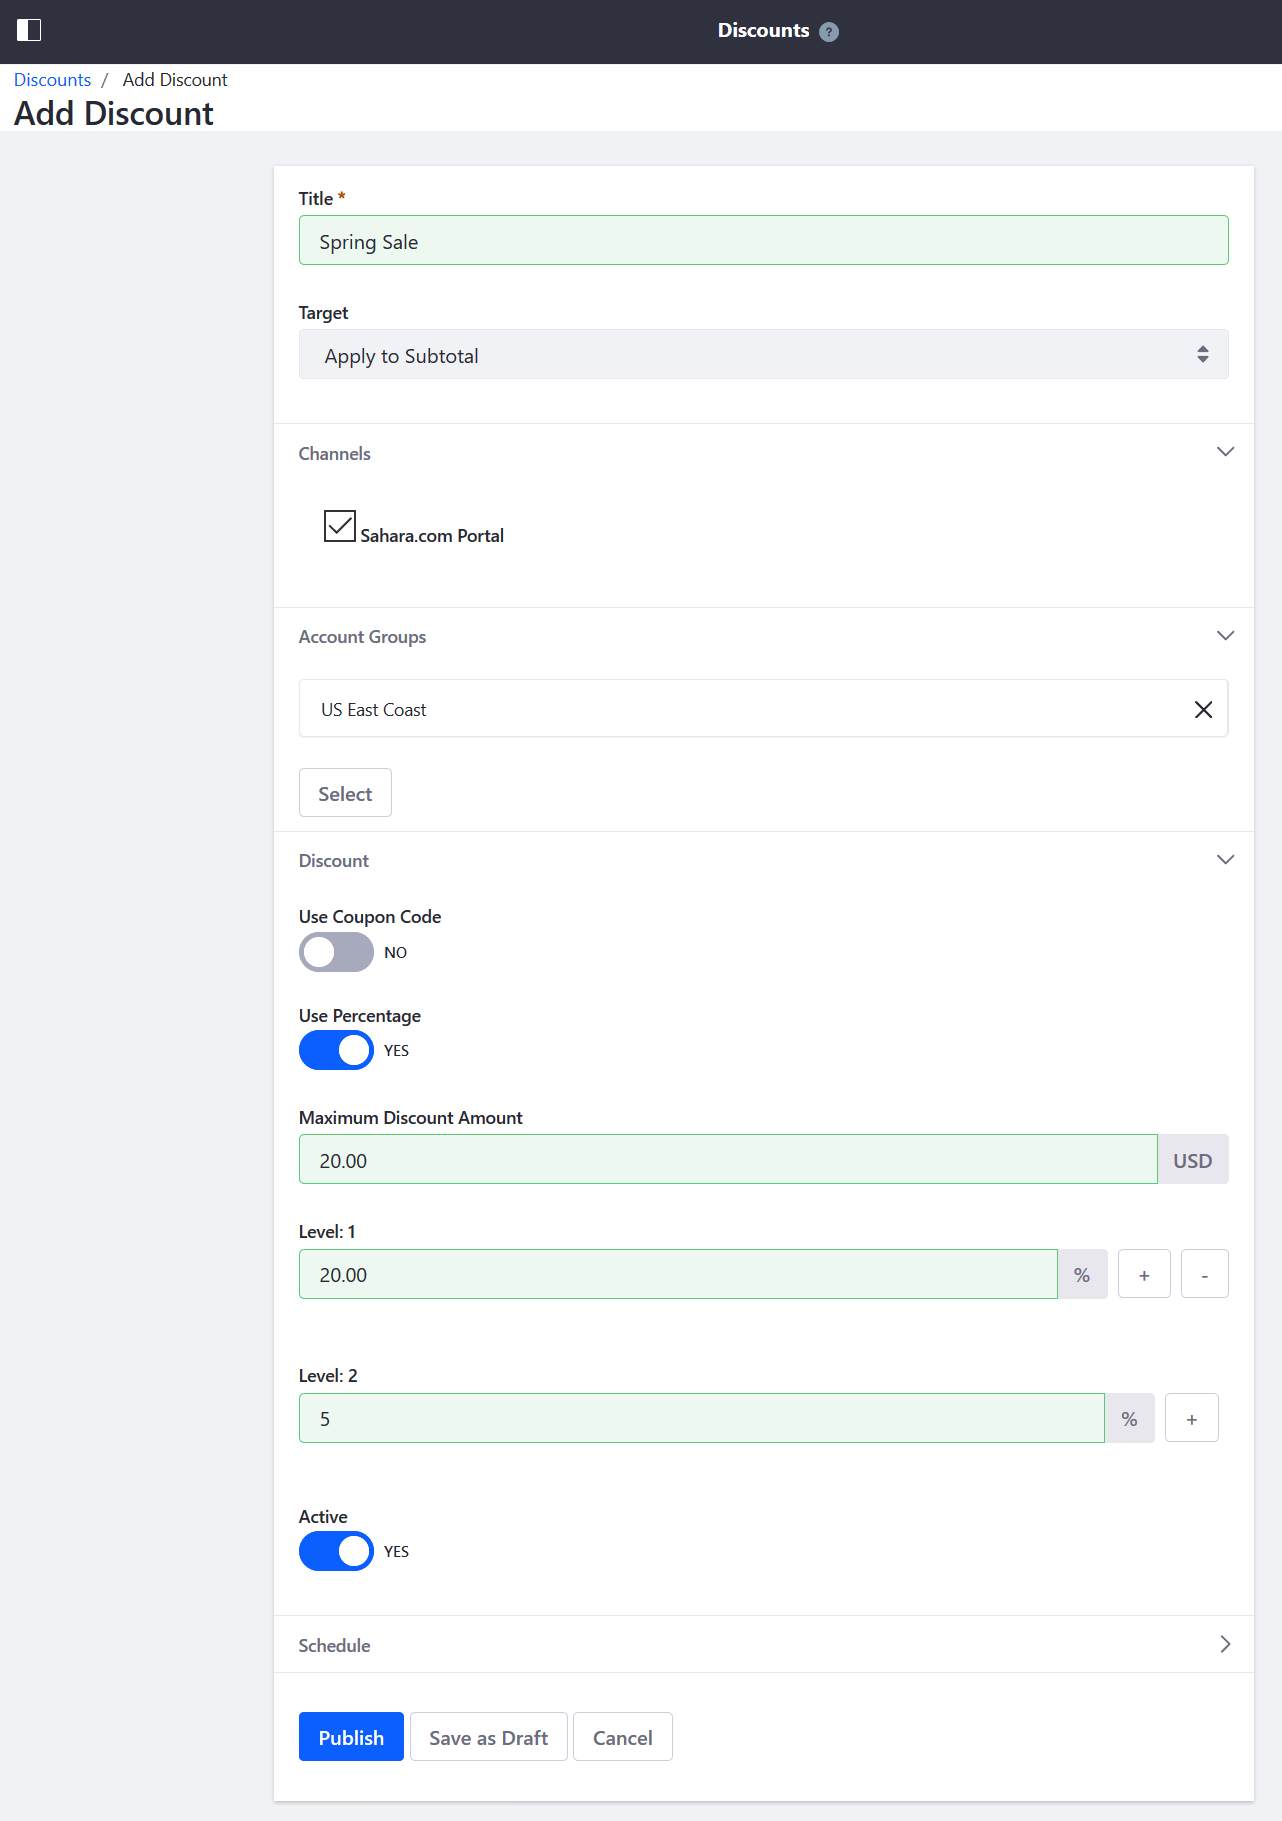 Discounts ?
Discounts / Add Discount
Add Discount
Title *
Spring Sale
Target
Apply to Subtotal
Channels
Sahara.com Portal
Account Groups
US East Coast
Select
Discount
Use Coupon Code
NO
Use Percentage
YES
Maximum Discount Amount
20.00 USD
Level: 1
20.00 % + -
Level: 2
5 % +
Active
YES
Schedule
Publish Save as Draft Cancel